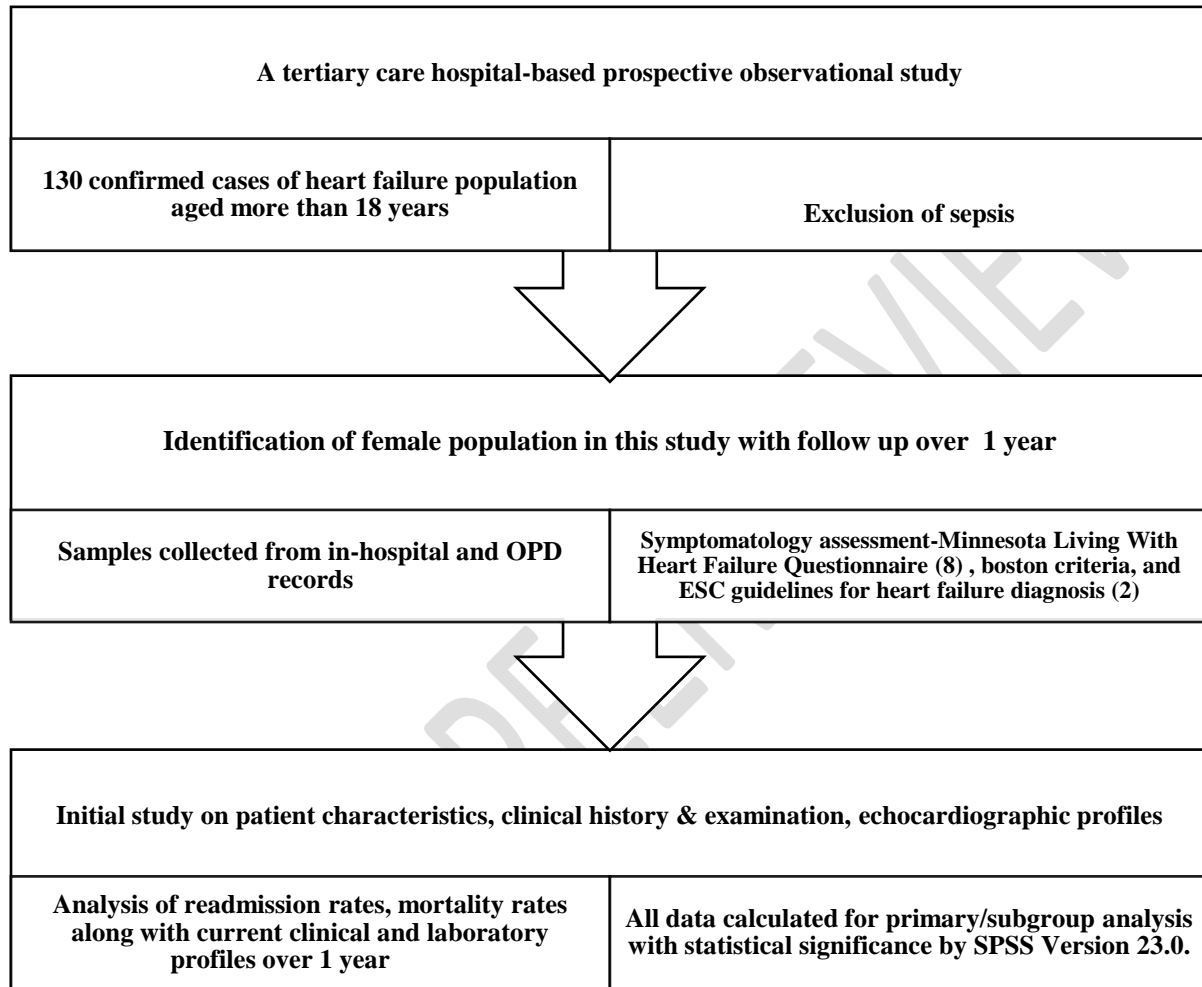 A tertiary care hospital-based prospective observational study
130 confirmed cases of heart failure population
aged more than 18 years
Exclusion of sepsis
Identification of female population in this study with follow up over 1 year
Samples collected from in-hospital and OPD
records
Symptomatology assessment-Minnesota Living With
Heart Failure Questionnaire (8) , boston criteria, and
ESC guidelines for heart failure diagnosis (2)
Initial study on patient characteristics, clinical history & examination, echocardiographic profiles
Analysis of readmission rates, mortality rates
along with current clinical and laboratory
profiles over 1 year
All data calculated for primary/subgroup analysis
with statistical significance by SPSS Version 23.0.